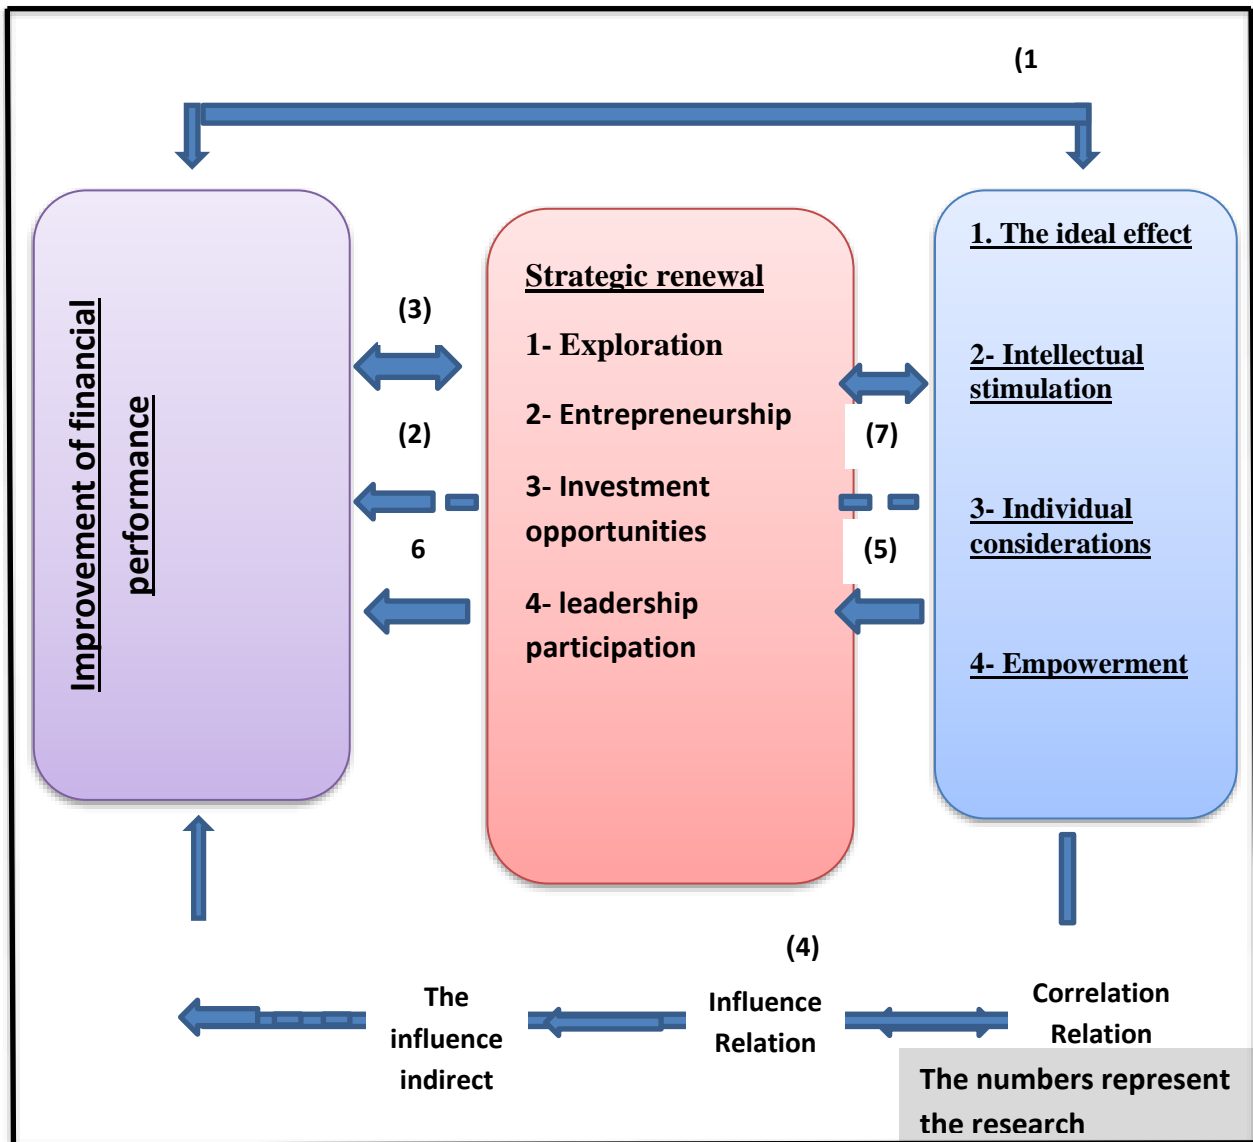 (1
Improvement of financial
performance
(3)
(2)
6
Strategic renewal
1- Exploration
2- Entrepreneurship
3- Investment
opportunities
4- leadership
participation
(7)
(5)
1. The ideal effect
2- Intellectual
stimulation
3- Individual
considerations
4- Empowerment
(4)
The
influence
indirect
Influence
Relation
Correlation
Relation
The numbers represent
the research